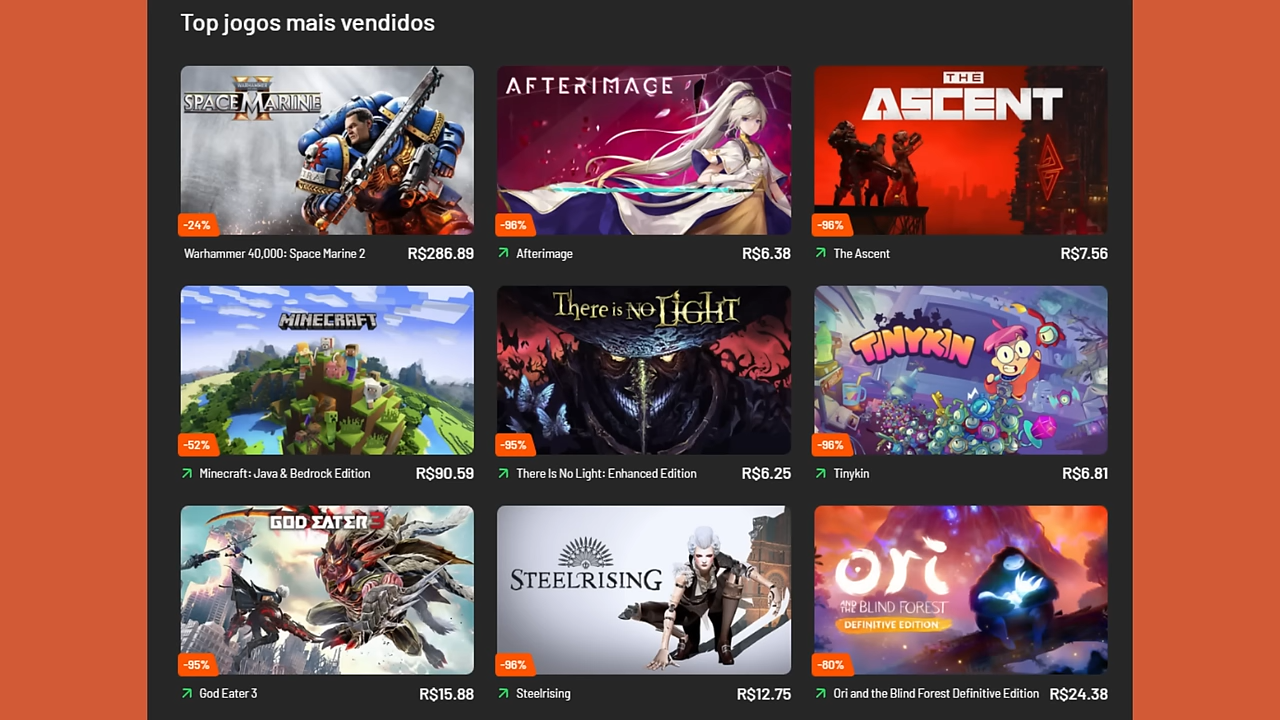 Top jogos mais vendidos
WARHAMMER
II
SPACE MARINE
-24%
Warhammer 40,000: Space Marine 2
R$286.89
AFTERIMAGE
-96%
Afterimage
R$6.38
THE
ASCENT
-96%
The Ascent
R$7.56
MINECRAFT
-52%
Minecraft: Java & Bedrock Edition
R$90.59
There is NO LIGHT
-95%
There Is No Light: Enhanced Edition
R$6.25
TINYKIN
-96%
Tinykin
R$6.81
GOD EATER 3
-95%
God Eater 3
R$15.88
STEELRISING
-96%
Steelrising
R$12.75
ori
AND THE BLIND FOREST
DEFINITIVE EDITION
-80%
Ori and the Blind Forest Definitive Edition
R$24.38